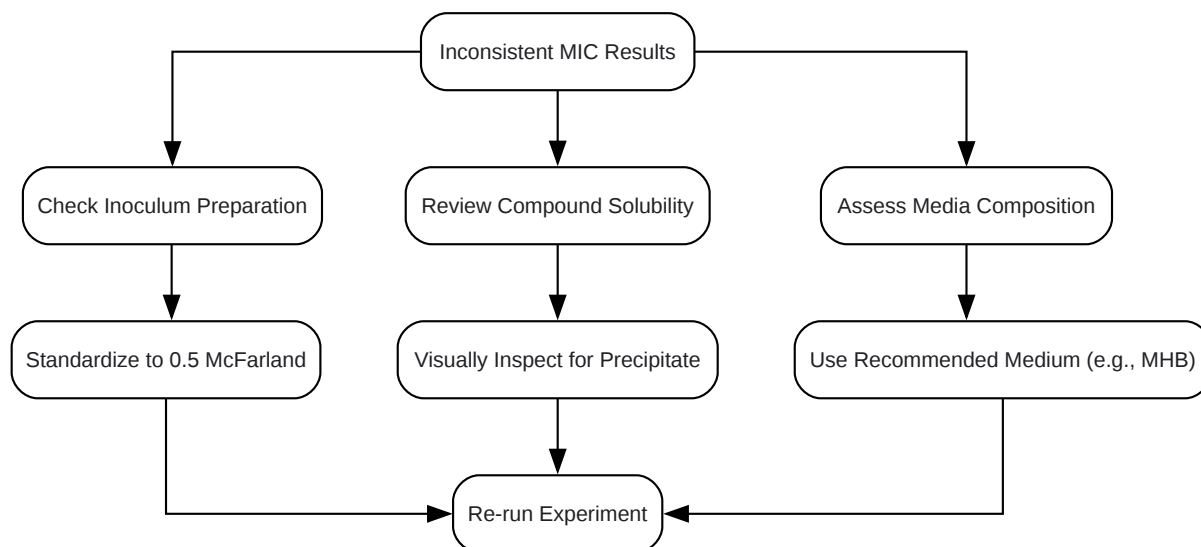 Inconsistent MIC Results
Check Inoculum Preparation
Review Compound Solubility
Assess Media Composition
Standardize to 0.5 McFarland
Visually Inspect for Precipitate
Use Recommended Medium (e.g., MHB)
Re-run Experiment